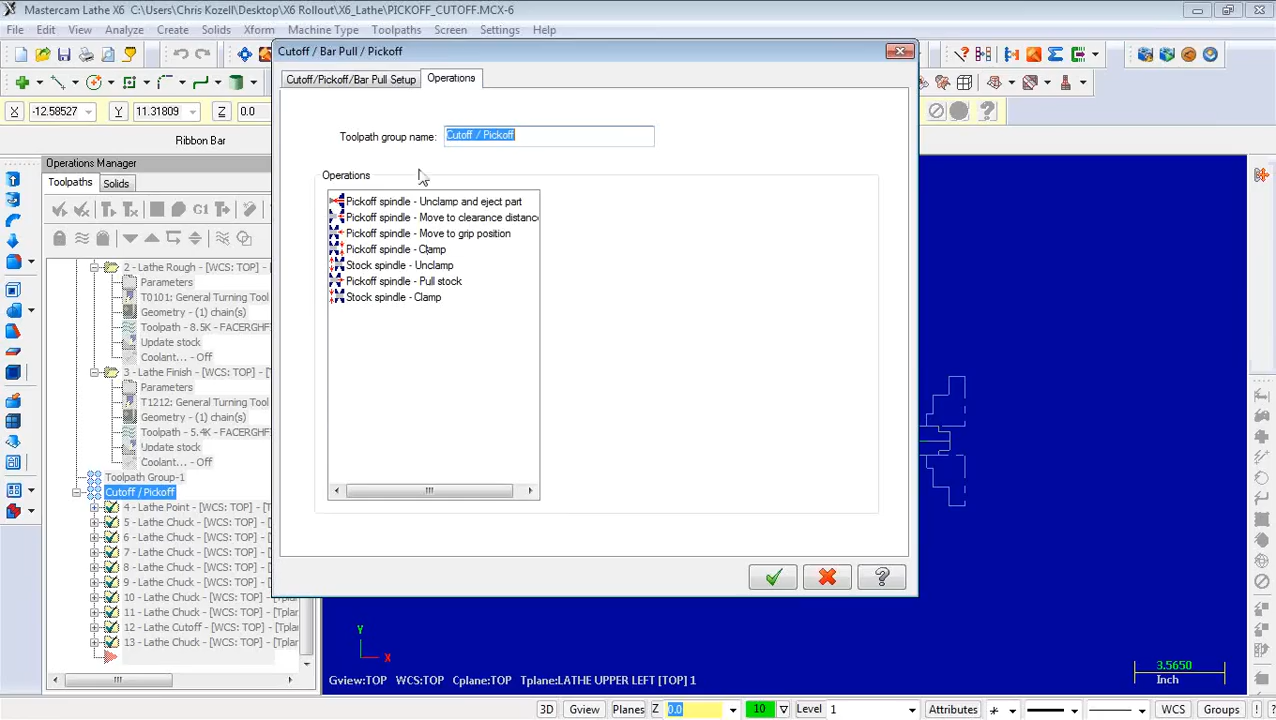 Mastercam Lathe X6 C:\Users\Chris Kozell\Desktop\X6 Rollout\X6_Lathe\PICKOFF_CUTOFF.MCX-6
File Edit View Analyze Create Solids Xform Machine Type Toolpaths Screen Settings Help
Cutoff / Bar Pull / Pickoff
Cutoff/Pickoff/Bar Pull Setup
Operations
X -12.58527 Y 11.31809 Z 0.0
Ribbon Bar
Toolpath group name: Cutoff / Pickoff
Operations Manager
Toolpaths Solids
G1
Operations
Pickoff spindle - Unclamp and eject part
Pickoff spindle - Move to clearance distanc
Pickoff spindle - Move to grip position
Pickoff spindle - Clamp
Stock spindle - Unclamp
Pickoff spindle - Pull stock
Stock spindle - Clamp
2 - Lathe Rough - [WCS: TOP] - [
Parameters
T0101: General Turning Tool
Geometry - (1) chain(s)
Toolpath - 8.5K - FACERGHF
Update stock
Coolant... - Off
3 - Lathe Finish - [WCS: TOP] - [
Parameters
T1212: General Turning Tool
Geometry - (1) chain(s)
Toolpath - 5.4K - FACERGHF
Update stock
Coolant... - Off
Toolpath Group-1
Cutoff / Pickoff
4 - Lathe Point - [WCS: TOP] - [T
5 - Lathe Chuck - [WCS: TOP] - [
6 - Lathe Chuck - [WCS: TOP] - [
7 - Lathe Chuck - [WCS: TOP] - [
8 - Lathe Chuck - [WCS: TOP] - [
9 - Lathe Chuck - [WCS: TOP] - [
10 - Lathe Chuck - [WCS: TOP] - [Tplar
11 - Lathe Chuck - [WCS: TOP] - [Tplar
12 - Lathe Cutoff - [WCS: TOP] - [Tpla
13 - Lathe Chuck - [WCS: TOP] - [Tplar
Y
X
3.5650
Inch
Gview:TOP WCS:TOP Cplane:TOP Tplane:LATHE UPPER LEFT [TOP] 1
3D Gview Planes Z 0.0 10 Level 1 Attributes WCS Groups ! ?